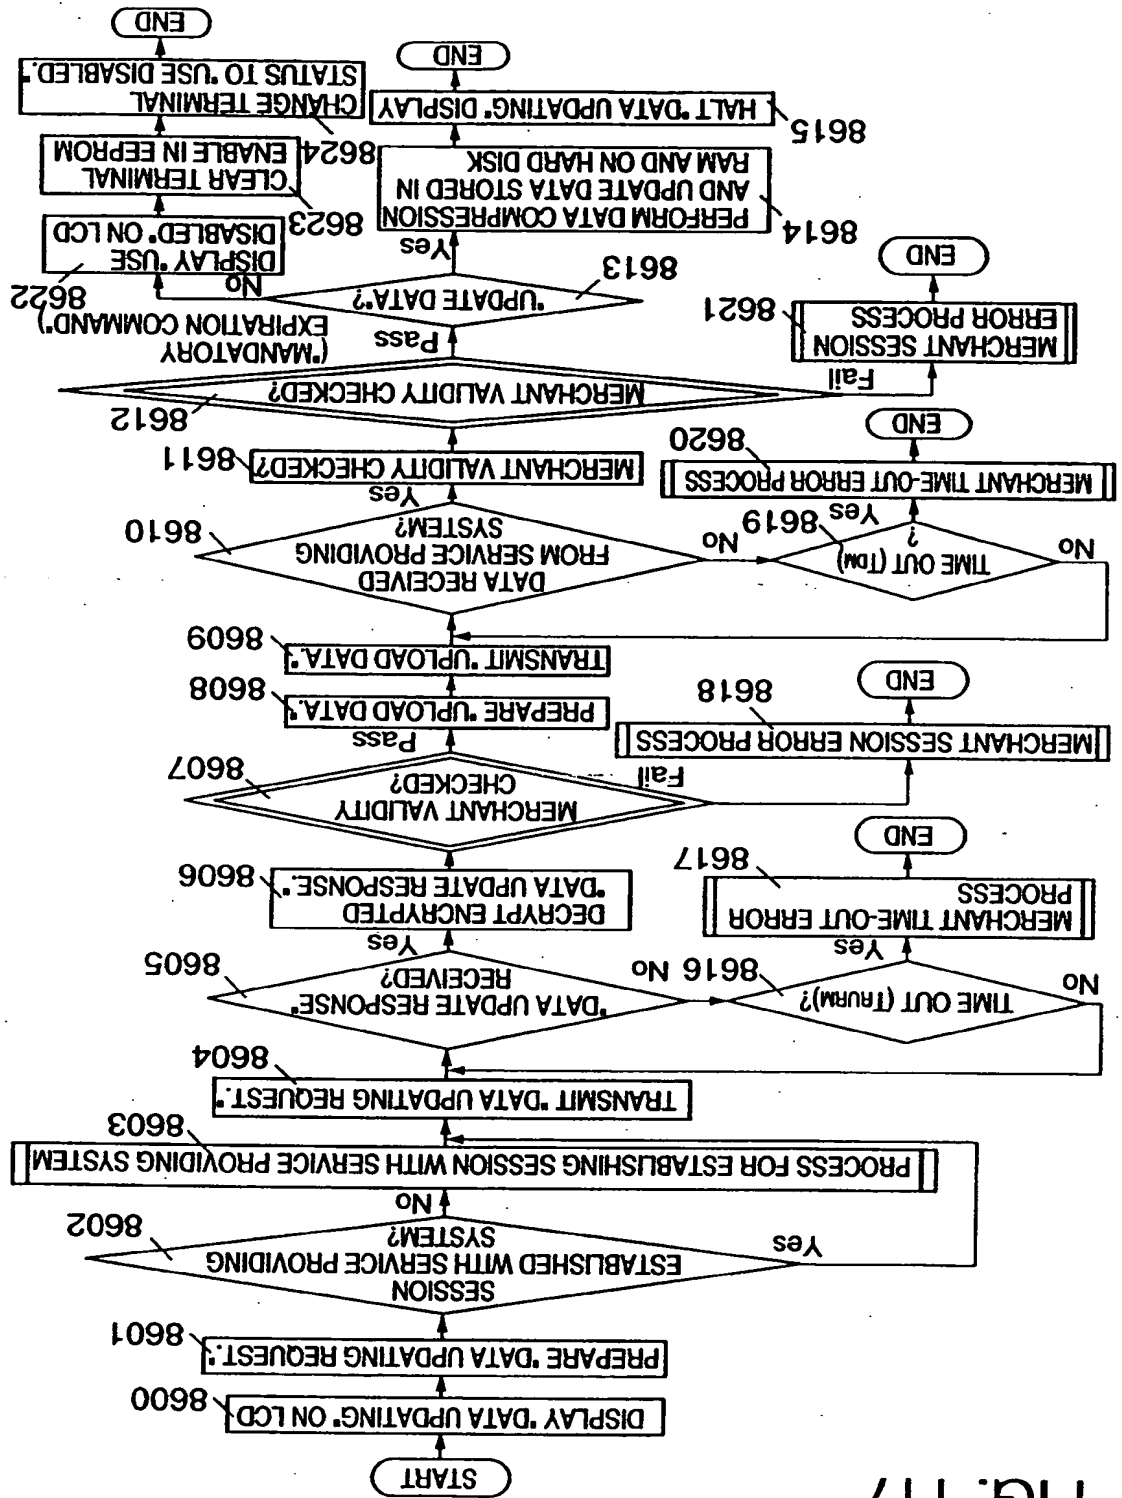 FIG. 117
START
DISPLAY "DATA UPDATING" ON LCD
8600
PREPARE "DATA UPDATING REQUEST."
8601
SESSION
ESTABLISHED WITH SERVICE PROVIDING
SYSTEM?
8602
Yes
No
PROCESS FOR ESTABLISHING SESSION WITH SERVICE PROVIDING SYSTEM
8603
TRANSMIT "DATA UPDATING REQUEST."
8604
"DATA UPDATE RESPONSE"
RECEIVED?
8605
No
Yes
TIME OUT (TRURM)?
8616
No
Yes
MERCHANT TIME-OUT ERROR
PROCESS
8617
END
DECRYPT ENCRYPTED
"DATA UPDATE RESPONSE."
8606
MERCHANT VALIDITY
CHECKED?
8607
Fail
Pass
MERCHANT SESSION ERROR PROCESS
8618
END
PREPARE "UPLOAD DATA."
8608
TRANSMIT "UPLOAD DATA."
8609
DATA RECEIVED
FROM SERVICE PROVIDING
SYSTEM?
8610
No
Yes
TIME OUT (TDM)
?
8619
No
Yes
MERCHANT TIME-OUT ERROR PROCESS
8620
END
MERCHANT VALIDITY CHECKED?
8611
MERCHANT VALIDITY CHECKED?
8612
Fail
Pass
MERCHANT SESSION
ERROR PROCESS
8621
END
"UPDATE DATA"?
8613
Yes
No
("MANDATORY
EXPIRATION COMMAND")
PERFORM DATA COMPRESSION
AND UPDATE DATA STORED IN
RAM AND ON HARD DISK
8614
HALT "DATA UPDATING" DISPLAY
8615
END
DISPLAY "USE
DISABLED" ON LCD
8622
CLEAR TERMINAL
ENABLE IN EEPROM
8623
CHANGE TERMINAL
STATUS TO "USE DISABLED."
8624
END